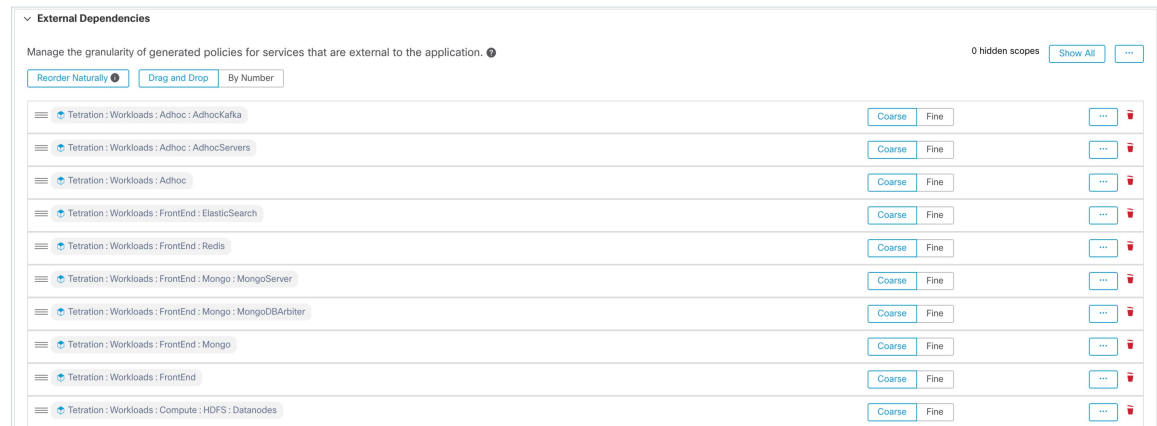 External Dependencies
Manage the granularity of generated policies for services that are external to the application. ?
0 hidden scopes Show All ...
Reorder Naturally i Drag and Drop By Number
Tetration : Workloads : Adhoc : AdhocKafka Coarse Fine ...
Tetration : Workloads : Adhoc : AdhocServers Coarse Fine ...
Tetration : Workloads : Adhoc Coarse Fine ...
Tetration : Workloads : FrontEnd : ElasticSearch Coarse Fine ...
Tetration : Workloads : FrontEnd : Redis Coarse Fine ...
Tetration : Workloads : FrontEnd : Mongo : MongoServer Coarse Fine ...
Tetration : Workloads : FrontEnd : Mongo : MongoDBArbiter Coarse Fine ...
Tetration : Workloads : FrontEnd : Mongo Coarse Fine ...
Tetration : Workloads : FrontEnd Coarse Fine ...
Tetration : Workloads : Compute : HDFS : Datanodes Coarse Fine ...